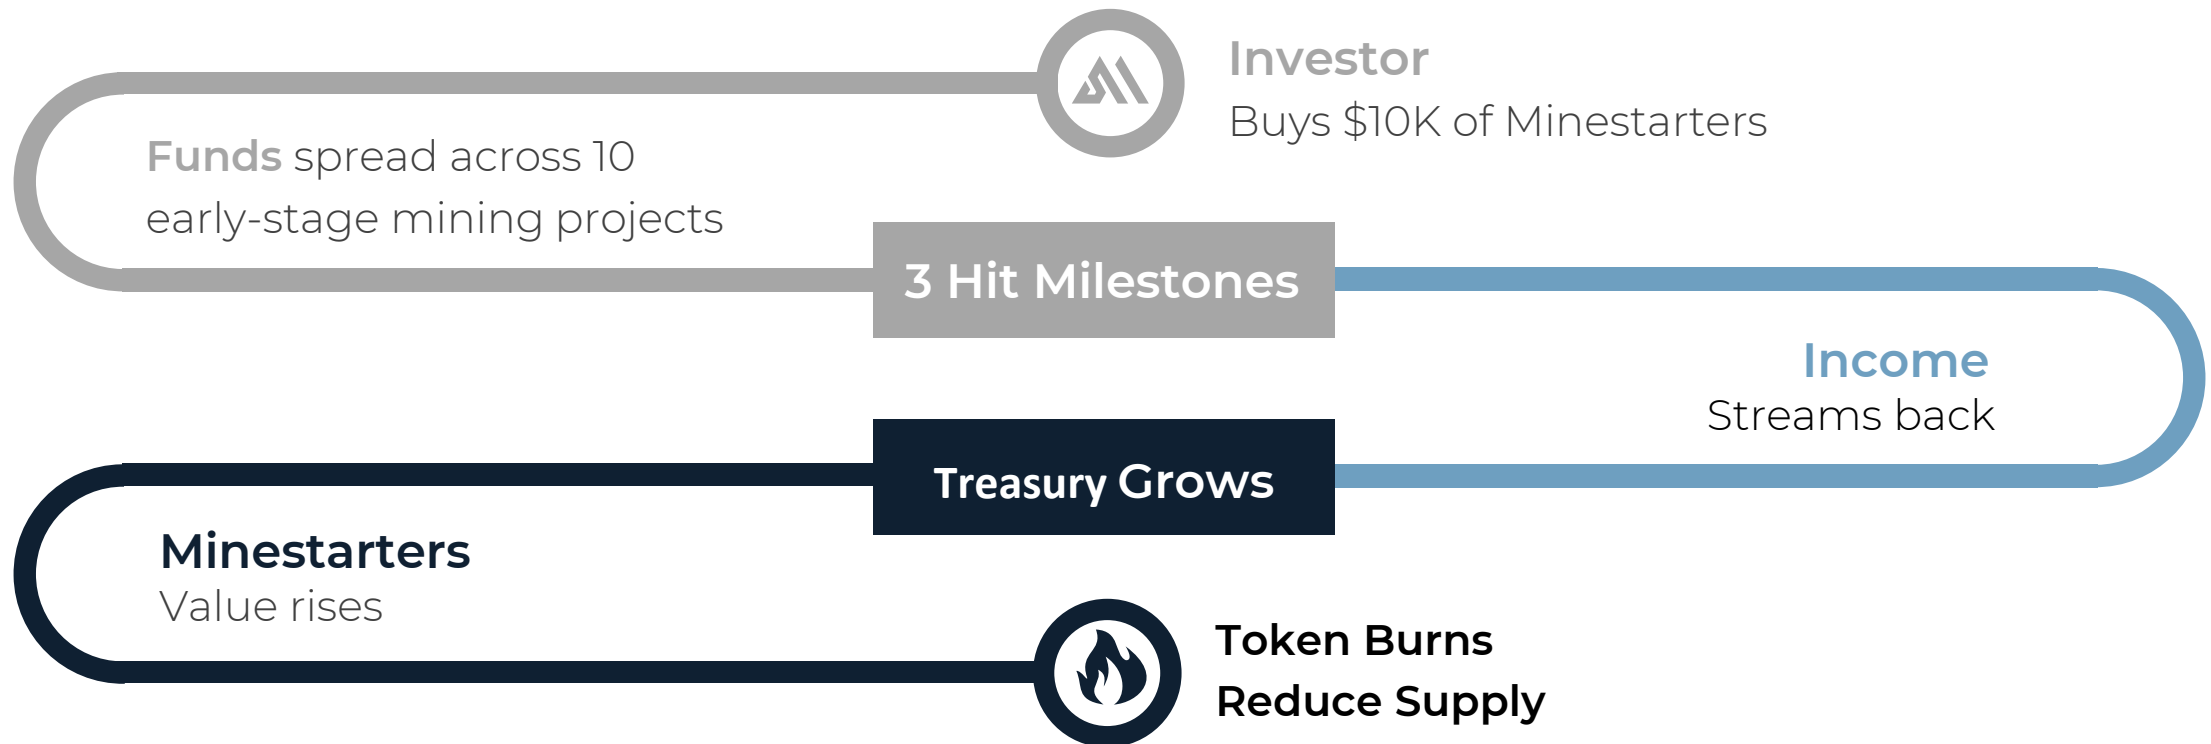 Investor
Buys $10K of Minestarters
Funds spread across 10
early-stage mining projects
3 Hit Milestones
Income
Streams back
Treasury Grows
Minestarters
Value rises
Token Burns
Reduce Supply